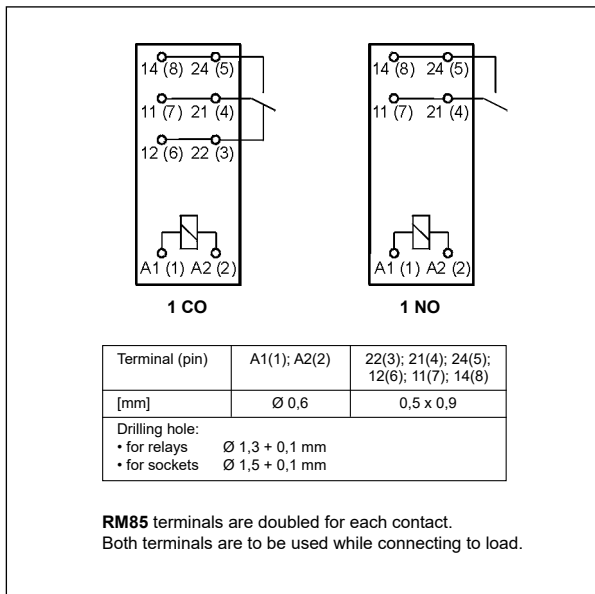 14 (8) 24 (5)
11 (7) 21 (4)
12 (6) 22 (3)
A1 (1) A2 (2)
1 CO
14 (8) 24 (5)
11 (7) 21 (4)
A1 (1) A2 (2)
1 NO
Terminal (pin) A1(1); A2(2) 22(3); 21(4); 24(5);
12(6); 11(7); 14(8)
[mm] Ø 0,6 0,5 x 0,9
Drilling hole:
• for relays Ø 1,3 + 0,1 mm
• for sockets Ø 1,5 + 0,1 mm
RM85 terminals are doubled for each contact.
Both terminals are to be used while connecting to load.